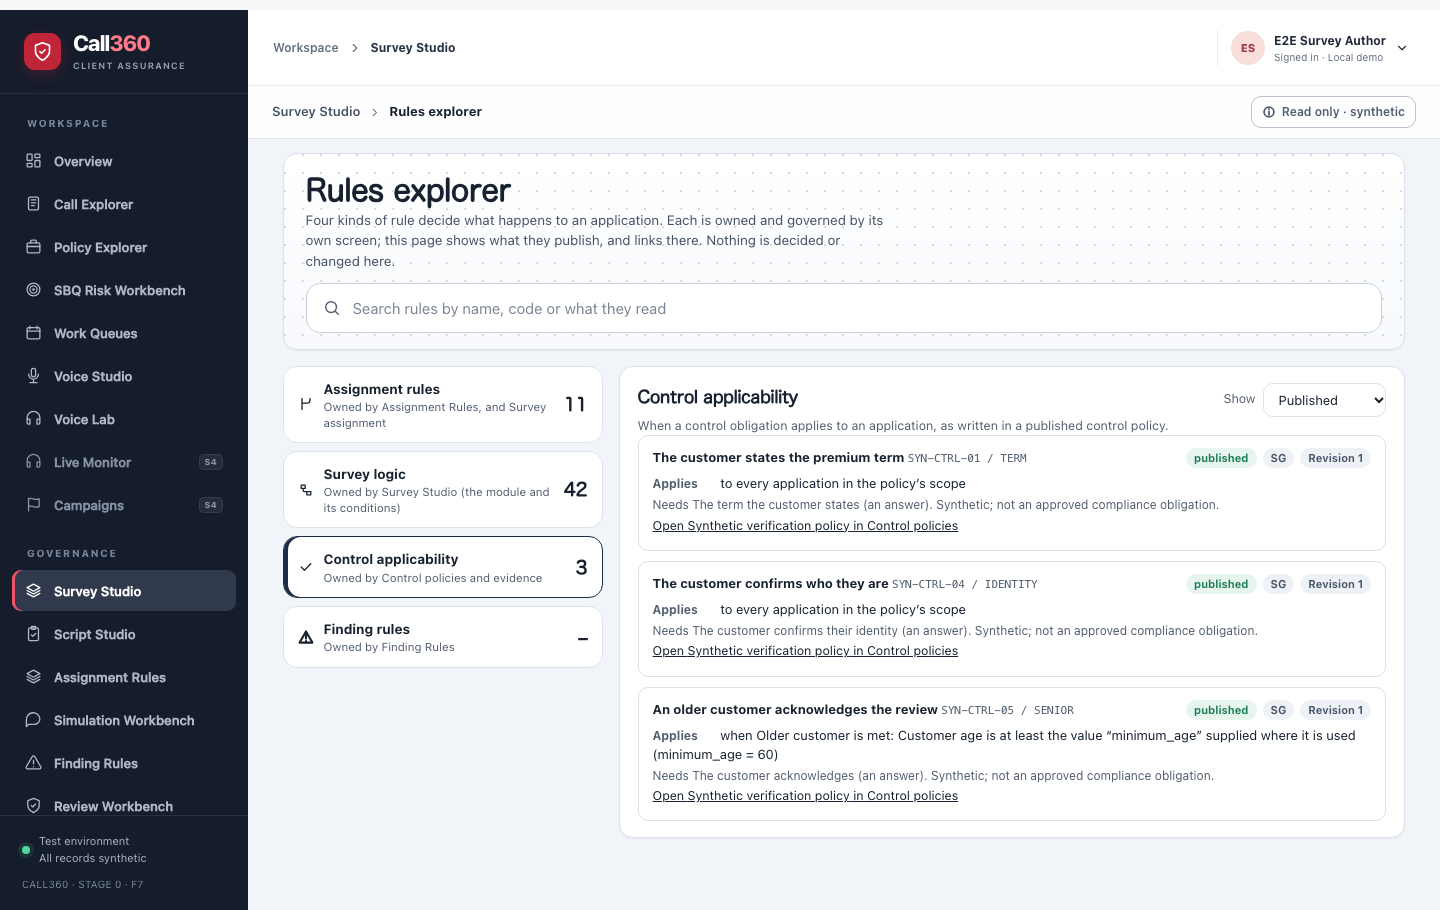 Call360
CLIENT ASSURANCE
WORKSPACE
Overview
Call Explorer
Policy Explorer
SBQ Risk Workbench
Work Queues
Voice Studio
Voice Lab
Live Monitor S4
Campaigns S4
GOVERNANCE
Survey Studio
Script Studio
Assignment Rules
Simulation Workbench
Finding Rules
Review Workbench
Test environment
All records synthetic
CALL360 · STAGE 0 · F7
Workspace > Survey Studio
ES
E2E Survey Author
Signed in · Local demo
Survey Studio > Rules explorer
Read only · synthetic
Rules explorer
Four kinds of rule decide what happens to an application. Each is owned and governed by its
own screen; this page shows what they publish, and links there. Nothing is decided or
changed here.
Search rules by name, code or what they read
Assignment rules
Owned by Assignment Rules, and Survey
assignment
11
Survey logic
Owned by Survey Studio (the module and
its conditions)
42
Control applicability
Owned by Control policies and evidence
3
Finding rules
Owned by Finding Rules
–
Control applicability
Show Published
When a control obligation applies to an application, as written in a published control policy.
The customer states the premium term SYN-CTRL-01 / TERM published SG Revision 1
Applies to every application in the policy’s scope
Needs The term the customer states (an answer). Synthetic; not an approved compliance obligation.
Open Synthetic verification policy in Control policies
The customer confirms who they are SYN-CTRL-04 / IDENTITY published SG Revision 1
Applies to every application in the policy’s scope
Needs The customer confirms their identity (an answer). Synthetic; not an approved compliance obligation.
Open Synthetic verification policy in Control policies
An older customer acknowledges the review SYN-CTRL-05 / SENIOR published SG Revision 1
Applies when Older customer is met: Customer age is at least the value “minimum_age” supplied where it is used
(minimum_age = 60)
Needs The customer acknowledges (an answer). Synthetic; not an approved compliance obligation.
Open Synthetic verification policy in Control policies